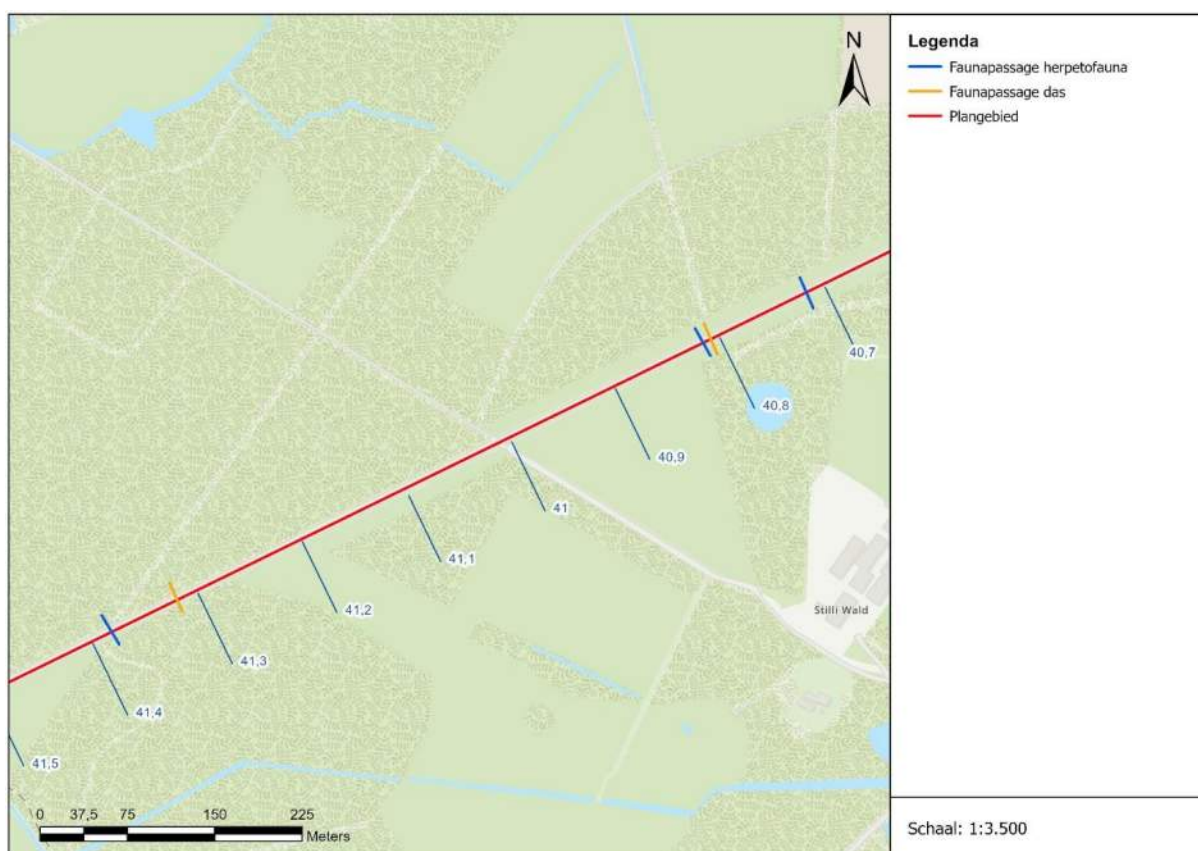 N
Legenda
Faunapassage herpetofauna
Faunapassage das
Plangebied
40,7
40,8
40,9
41
41,1
41,2
Stilli Wald
41,3
41,4
41,5
0 37,5 75 150 225
Meters
Schaal: 1:3.500